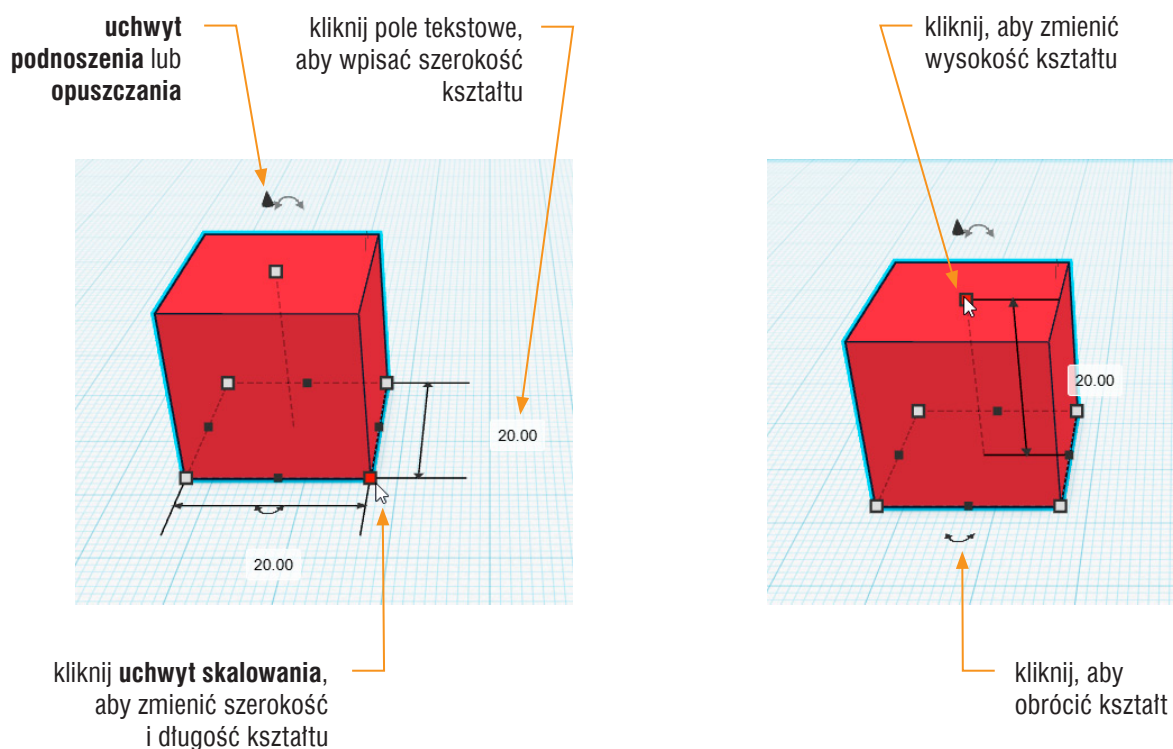 uchwyt
podnoszenia lub
opuszczania
kliknij pole tekstowe,
aby wpisać szerokość
kształtu
20.00
20.00
kliknij uchwyt skalowania,
aby zmienić szerokość
i długość kształtu
kliknij, aby zmienić
wysokość kształtu
20.00
kliknij, aby
obrócić kształt